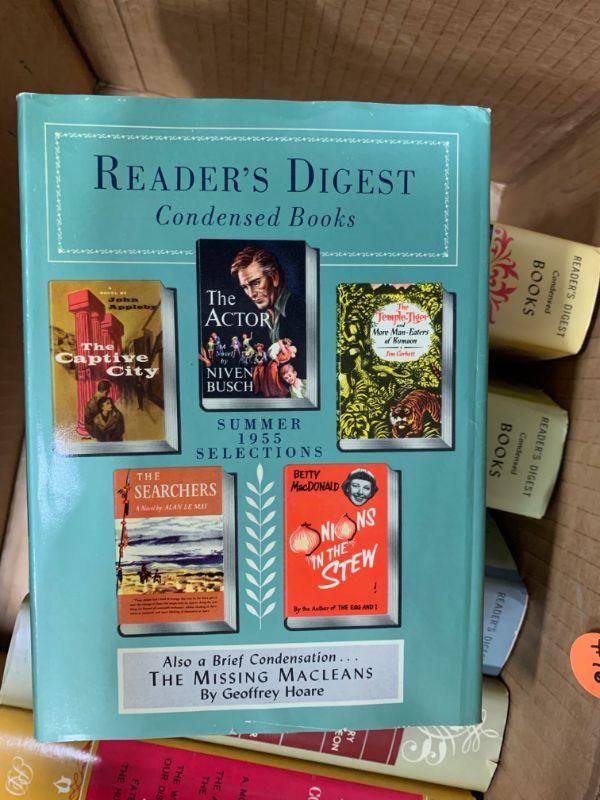 READER'S DIGEST
Condensed Books
A NOVEL BY
John Appleby
The
Captive
City
The
ACTOR
A Novel by
NIVEN
BUSCH
The
Temple Tiger
and
More Man-Eaters
of Kumaon
Jim Corbett
SUMMER
1955
SELECTIONS
THE
SEARCHERS
A Novel by ALAN LE MAY
BETTY
MacDONALD
ONIONS
IN THE
STEW
!
By the Author of THE EGG AND I
Also a Brief Condensation...
THE MISSING MACLEANS
By Geoffrey Hoare
READER'S DIGEST
Condensed
BOOKS
READER'S DIGEST
Condensed
BOOKS
READER'S